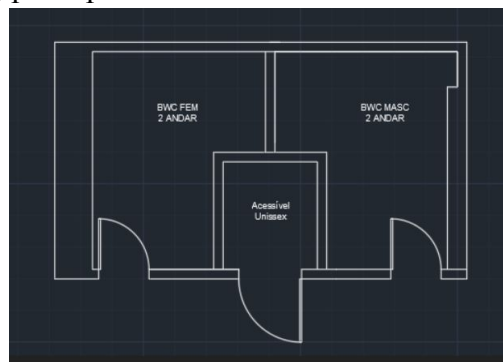 BWC FEM
2 ANDAR
BWC MASC
2 ANDAR
Acessível
Unissex